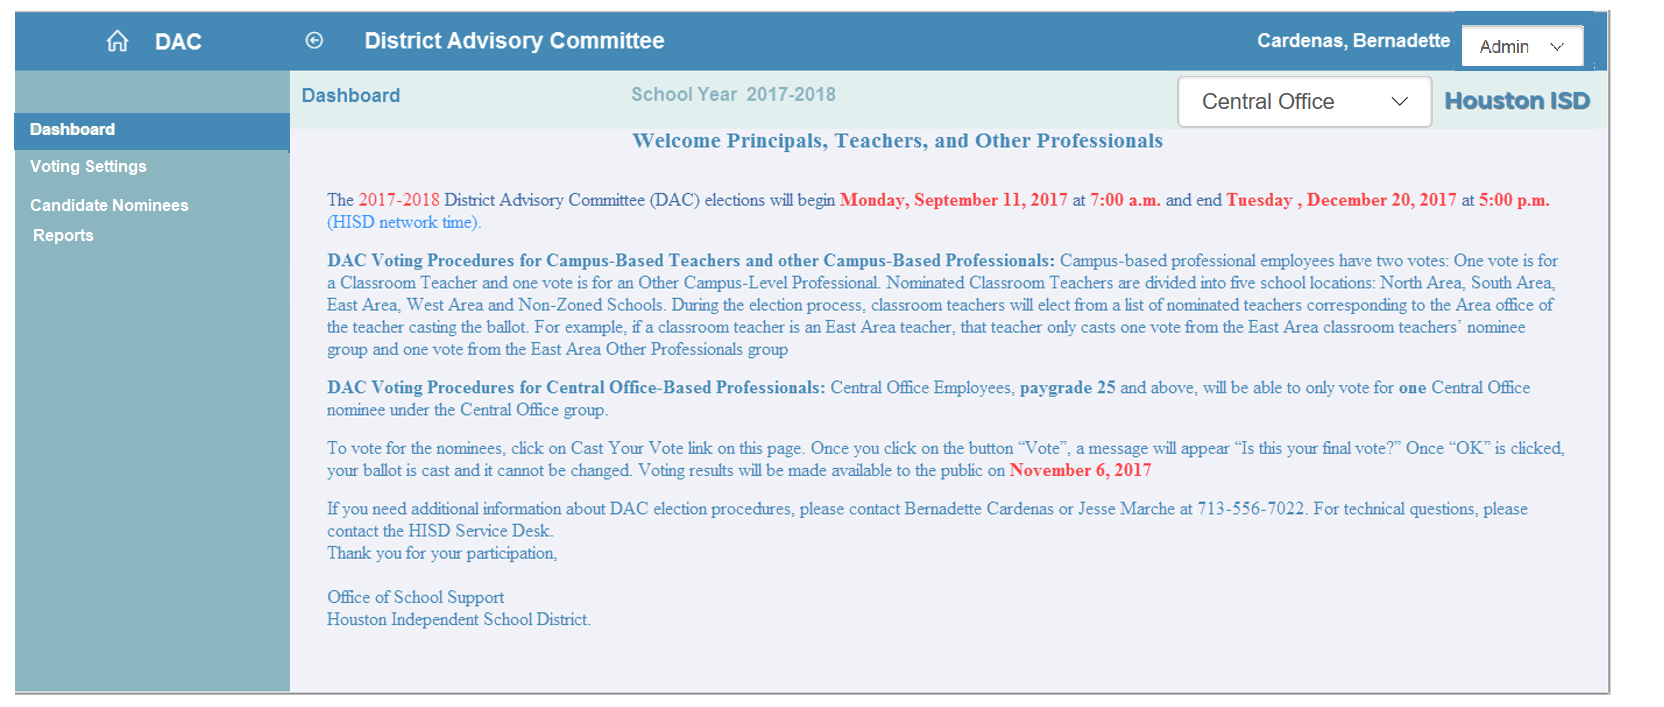 DAC
District Advisory Committee
Cardenas, Bernadette
Admin
Dashboard
School Year 2017-2018
Central Office
Houston ISD
Dashboard
Voting Settings
Candidate Nominees
Reports
Welcome Principals, Teachers, and Other Professionals
The 2017-2018 District Advisory Committee (DAC) elections will begin Monday, September 11, 2017 at 7:00 a.m. and end Tuesday , December 20, 2017 at 5:00 p.m.
(HISD network time).
DAC Voting Procedures for Campus-Based Teachers and other Campus-Based Professionals: Campus-based professional employees have two votes: One vote is for
a Classroom Teacher and one vote is for an Other Campus-Level Professional. Nominated Classroom Teachers are divided into five school locations: North Area, South Area,
East Area, West Area and Non-Zoned Schools. During the election process, classroom teachers will elect from a list of nominated teachers corresponding to the Area office of
the teacher casting the ballot. For example, if a classroom teacher is an East Area teacher, that teacher only casts one vote from the East Area classroom teachers’ nominee
group and one vote from the East Area Other Professionals group
DAC Voting Procedures for Central Office-Based Professionals: Central Office Employees, paygrade 25 and above, will be able to only vote for one Central Office
nominee under the Central Office group.
To vote for the nominees, click on Cast Your Vote link on this page. Once you click on the button “Vote”, a message will appear “Is this your final vote?” Once “OK” is clicked,
your ballot is cast and it cannot be changed. Voting results will be made available to the public on November 6, 2017
If you need additional information about DAC election procedures, please contact Bernadette Cardenas or Jesse Marche at 713-556-7022. For technical questions, please
contact the HISD Service Desk.
Thank you for your participation,
Office of School Support
Houston Independent School District.